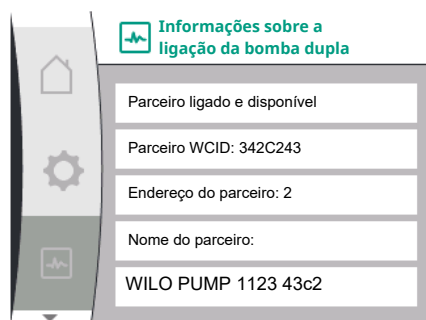 Informações sobre a
ligação da bomba dupla
Parceiro ligado e disponível
Parceiro WCID: 342C243
Endereço do parceiro: 2
Nome do parceiro:
WILO PUMP 1123 43c2